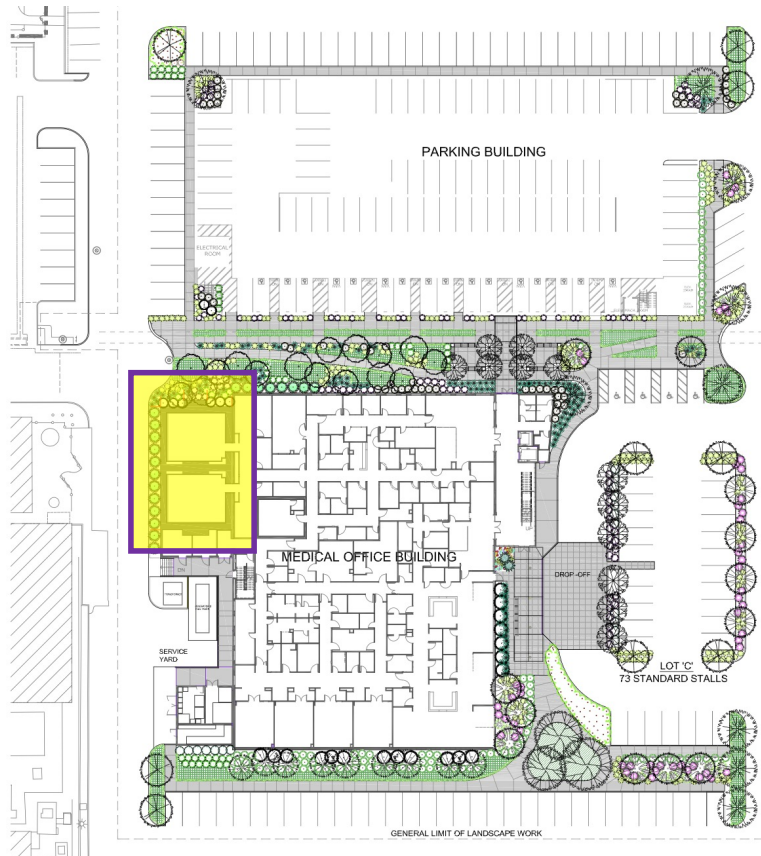 PARKING BUILDING
ELECTRICAL
ROOM
MEDICAL OFFICE BUILDING
DN
DROP-OFF
SERVICE
YARD
LOT 'C'
73 STANDARD STALLS
GENERAL LIMIT OF LANDSCAPE WORK